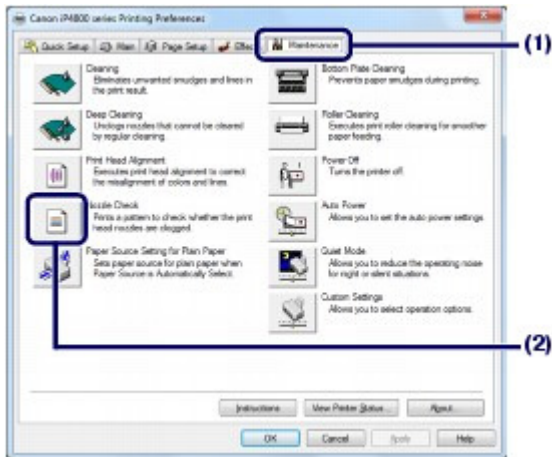 Canon iP4800 series Printing Preferences
Quick Setup Main Page Setup Effects Maintenance
(1)
Cleaning
Eliminates unwanted smudges and lines in
the print result.
Bottom Plate Cleaning
Prevents paper smudges during printing.
Deep Cleaning
Unclogs nozzles that cannot be cleared
by regular cleaning.
Roller Cleaning
Executes print roller cleaning for smoother
paper feeding.
Print Head Alignment
Executes print head alignment to correct
the misalignment of colors and lines.
Power Off
Turns the printer off.
Nozzle Check
Prints a pattern to check whether the print
head nozzles are clogged.
Auto Power
Allows you to set the auto power settings.
Paper Source Setting for Plain Paper
Sets paper source for plain paper when
Paper Source is Automatically Select.
Quiet Mode
Allows you to reduce the operating noise
for night or silent situations.
Custom Settings
Allows you to select operation options.
(2)
Instructions View Printer Status... About...
OK Cancel Apply Help